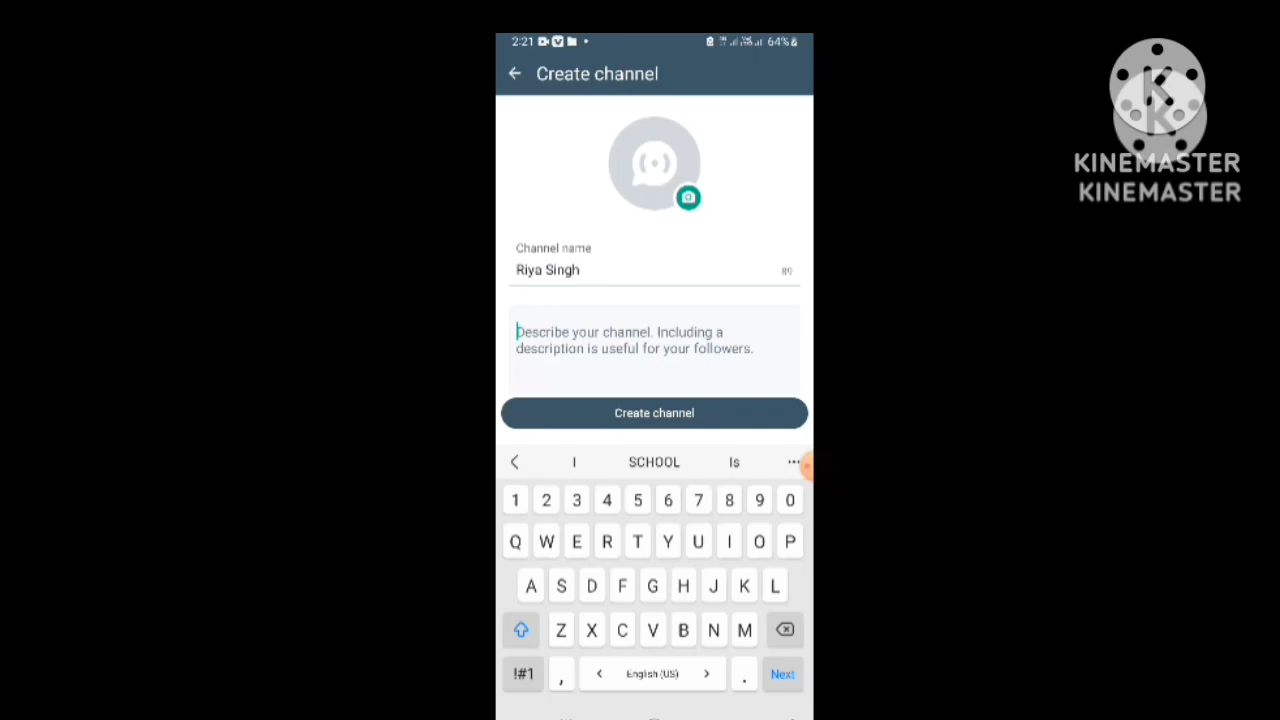 2:21
64%
Create channel
KINEMASTER
KINEMASTER
Channel name
Riya Singh
89
Describe your channel. Including a
description is useful for your followers.
Create channel
I SCHOOL Is
1 2 3 4 5 6 7 8 9 0
Q W E R T Y U I O P
A S D F G H J K L
Z X C V B N M
!#1 , < English (US) > . Next